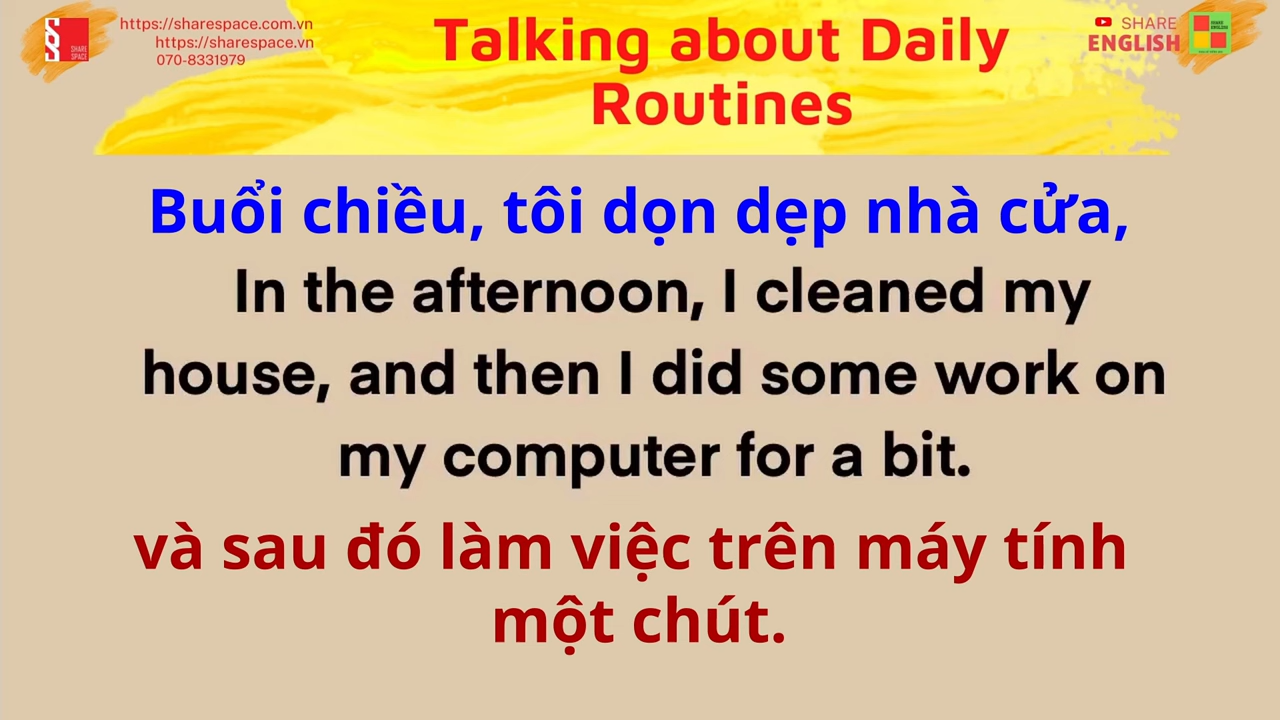 https://sharespace.com.vn
https://sharespace.vn
070-8331979
SHARE
SPACE
Talking about Daily
Routines
SHARE
ENGLISH
Buổi chiều, tôi dọn dẹp nhà cửa,
In the afternoon, I cleaned my
house, and then I did some work on
my computer for a bit.
và sau đó làm việc trên máy tính
một chút.